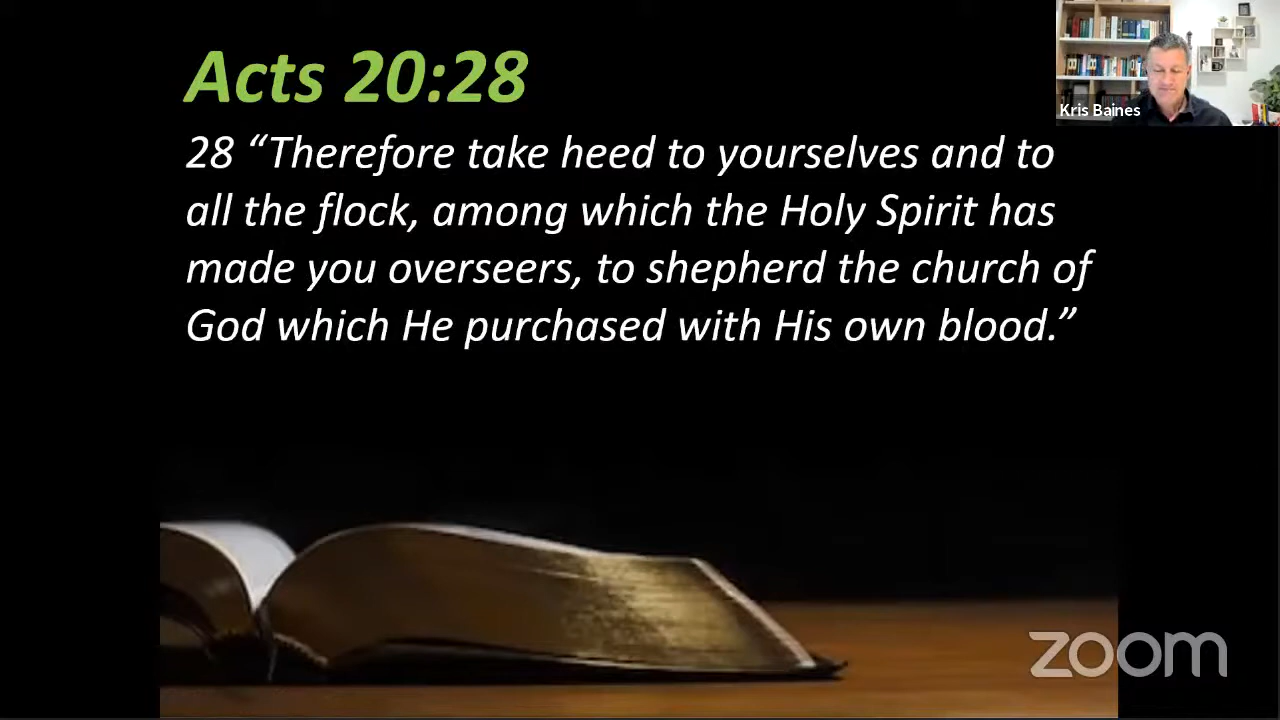 Acts 20:28
Kris Baines
28 “Therefore take heed to yourselves and to
all the flock, among which the Holy Spirit has
made you overseers, to shepherd the church of
God which He purchased with His own blood.”
zoom